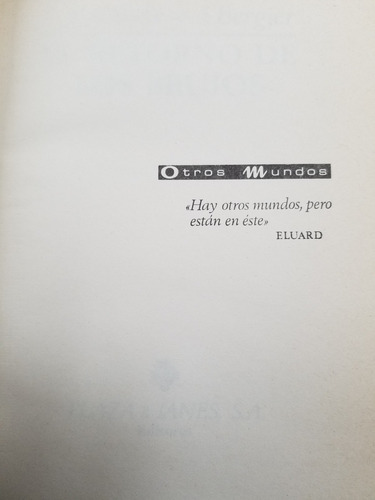 Otros Mundos
«Hay otros mundos, pero
están en éste»
ELUARD